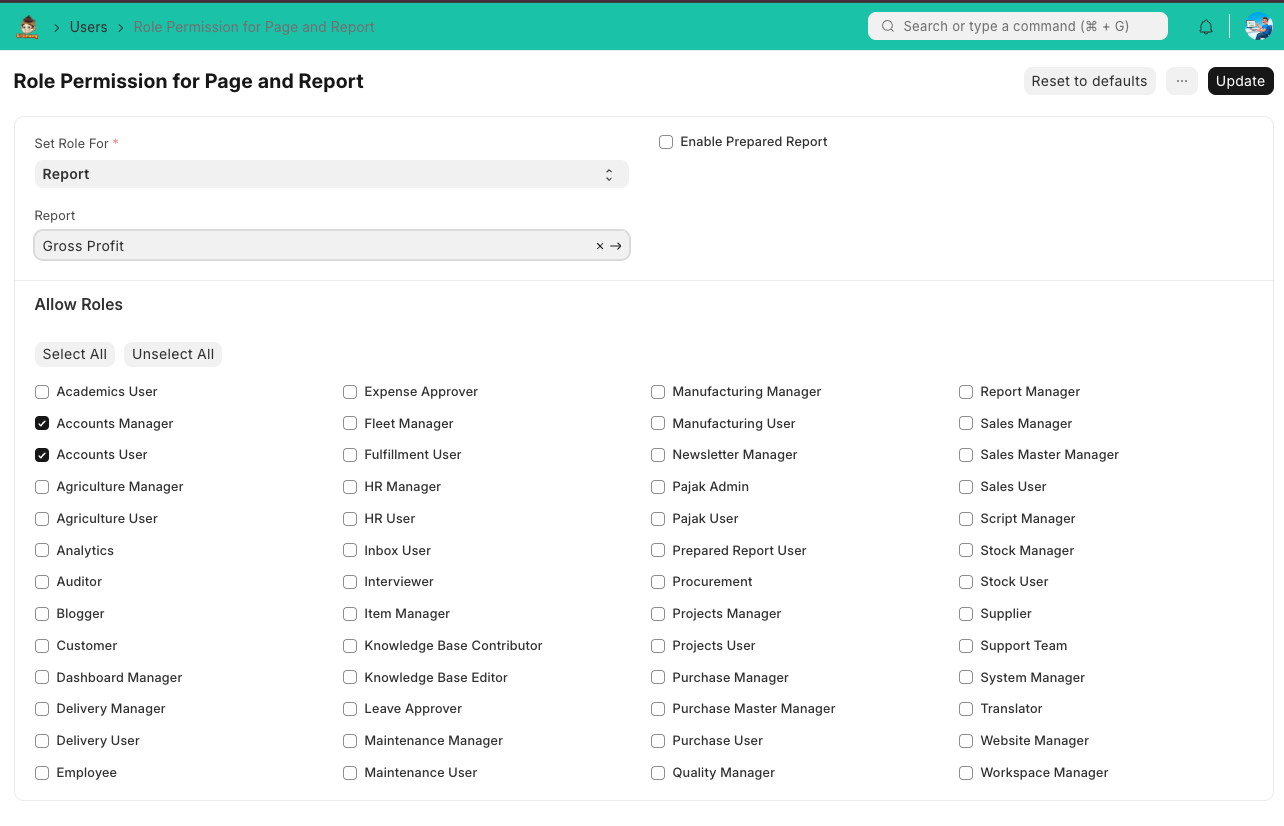 Users
Role Permission for Page and Report
Search or type a command (⌘ + G)
Role Permission for Page and Report
Reset to defaults
···
Update
Set Role For *
Report
Enable Prepared Report
Report
Gross Profit
Allow Roles
Select All
Unselect All
Academics User
Accounts Manager
Accounts User
Agriculture Manager
Agriculture User
Analytics
Auditor
Blogger
Customer
Dashboard Manager
Delivery Manager
Delivery User
Employee
Expense Approver
Fleet Manager
Fulfillment User
HR Manager
HR User
Inbox User
Interviewer
Item Manager
Knowledge Base Contributor
Knowledge Base Editor
Leave Approver
Maintenance Manager
Maintenance User
Manufacturing Manager
Manufacturing User
Newsletter Manager
Pajak Admin
Pajak User
Prepared Report User
Procurement
Projects Manager
Projects User
Purchase Manager
Purchase Master Manager
Purchase User
Quality Manager
Report Manager
Sales Manager
Sales Master Manager
Sales User
Script Manager
Stock Manager
Stock User
Supplier
Support Team
System Manager
Translator
Website Manager
Workspace Manager